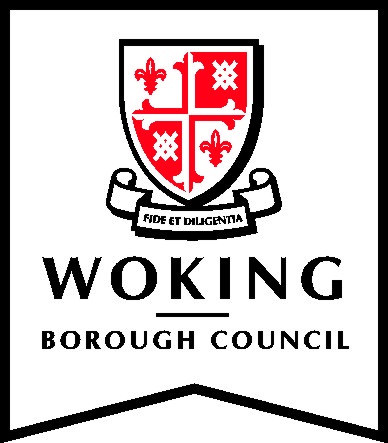 FIDE ET DILIGENTIA
WOKING
BOROUGH COUNCIL